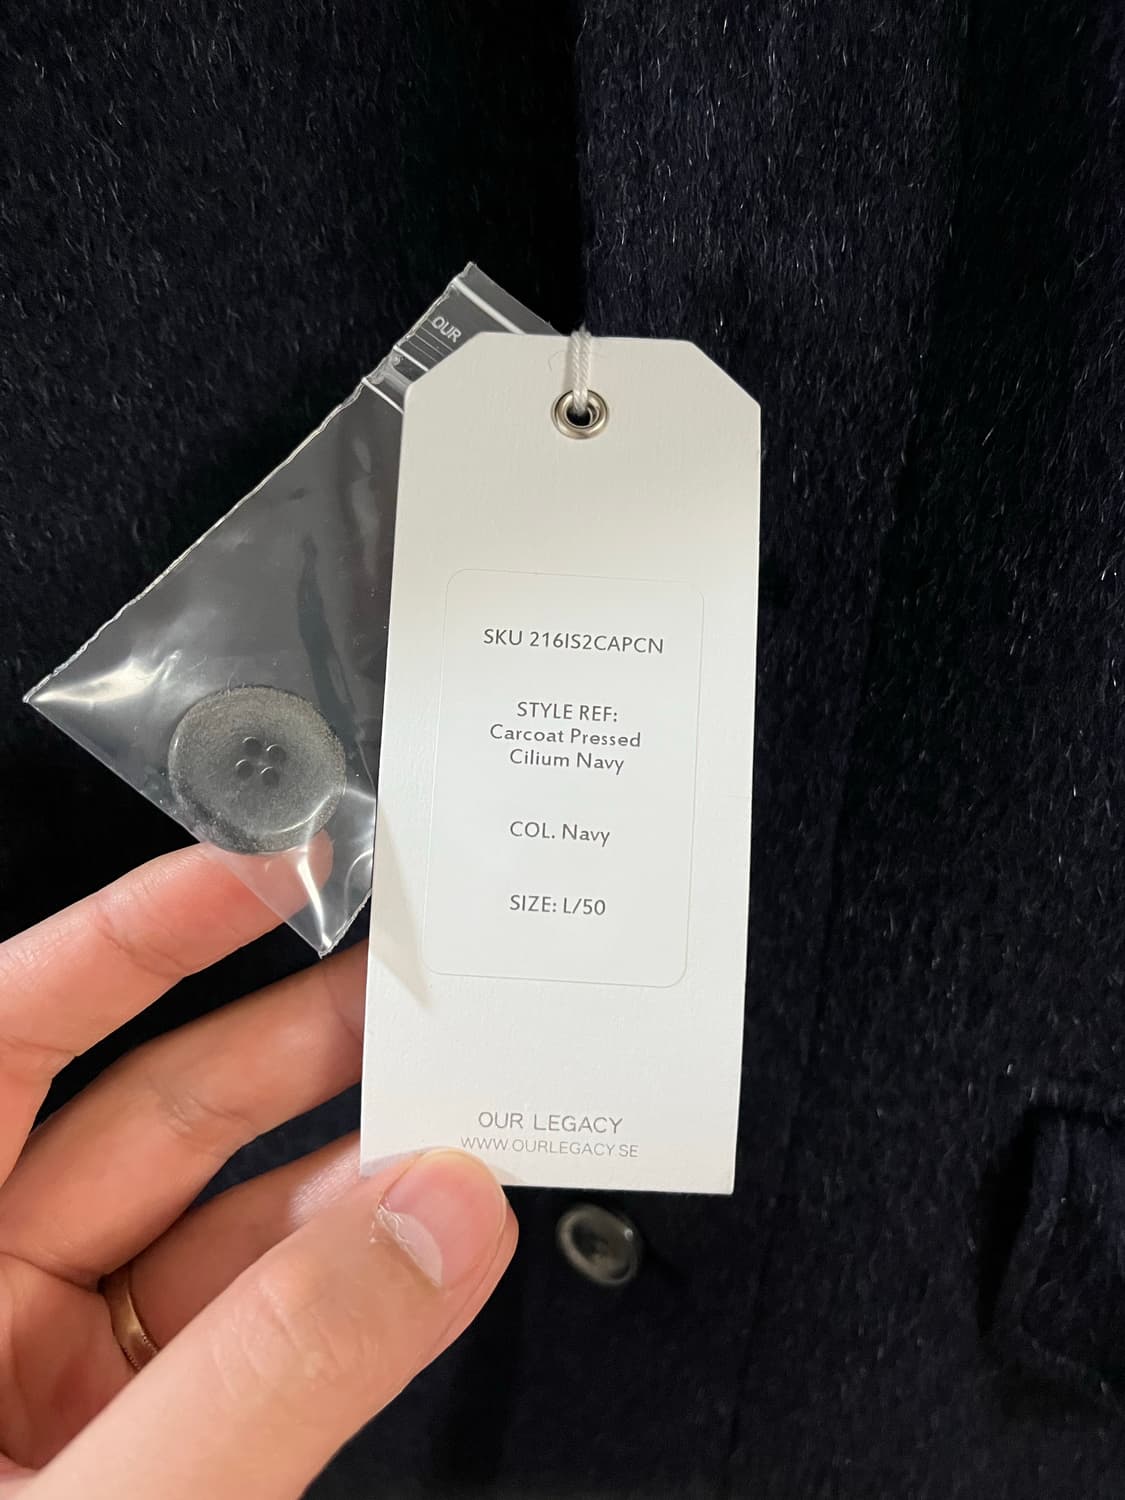 OUR
SKU 216IS2CAPCN
STYLE REF:
Carcoat Pressed
Cilium Navy
COL. Navy
SIZE: L/50
OUR LEGACY
WWW.OURLEGACY.SE